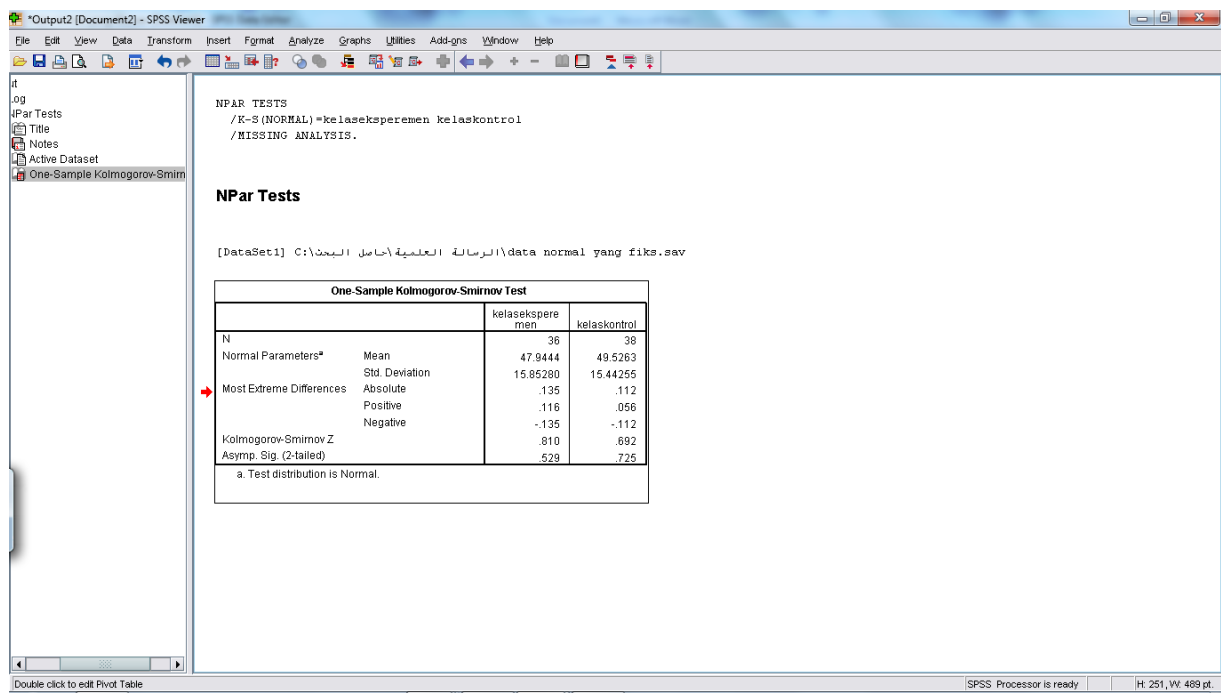 *Output2 [Document2] - SPSS Viewer
File Edit View Data Transform Insert Format Analyze Graphs Utilities Add-ons Window Help
ut
.og
NPar Tests
Title
Notes
Active Dataset
One-Sample Kolmogorov-Smirn
NPAR TESTS
/K-S(NORMAL)=kelaseksperemen kelaskontrol
/MISSING ANALYSIS.
NPar Tests
[DataSet1] C:\الرسالة العلمية\حاصل البحث\data normal yang fiks.sav
One-Sample Kolmogorov-Smirnov Test
kelasekspere
men kelaskontrol
N 36 38
Normal Parametersᵃ Mean 47.9444 49.5263
Std. Deviation 15.85280 15.44255
Most Extreme Differences Absolute .135 .112
Positive .116 .056
Negative -.135 -.112
Kolmogorov-Smirnov Z .810 .692
Asymp. Sig. (2-tailed) .529 .725
a. Test distribution is Normal.
Double click to edit Pivot Table SPSS Processor is ready H: 251, W: 489 pt.